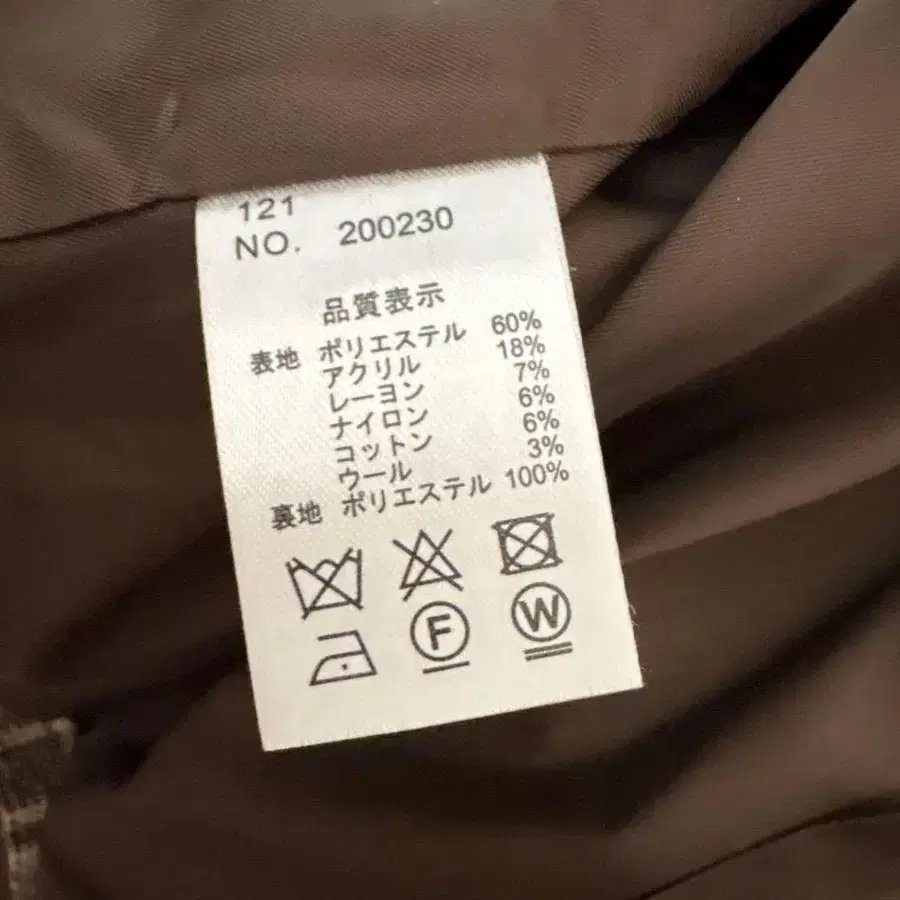 121
NO. 200230
品質表示
表地 ポリエステル 60%
アクリル 18%
レーヨン 7%
ナイロン 6%
コットン 6%
ウール 3%
裏地 ポリエステル 100%
F W